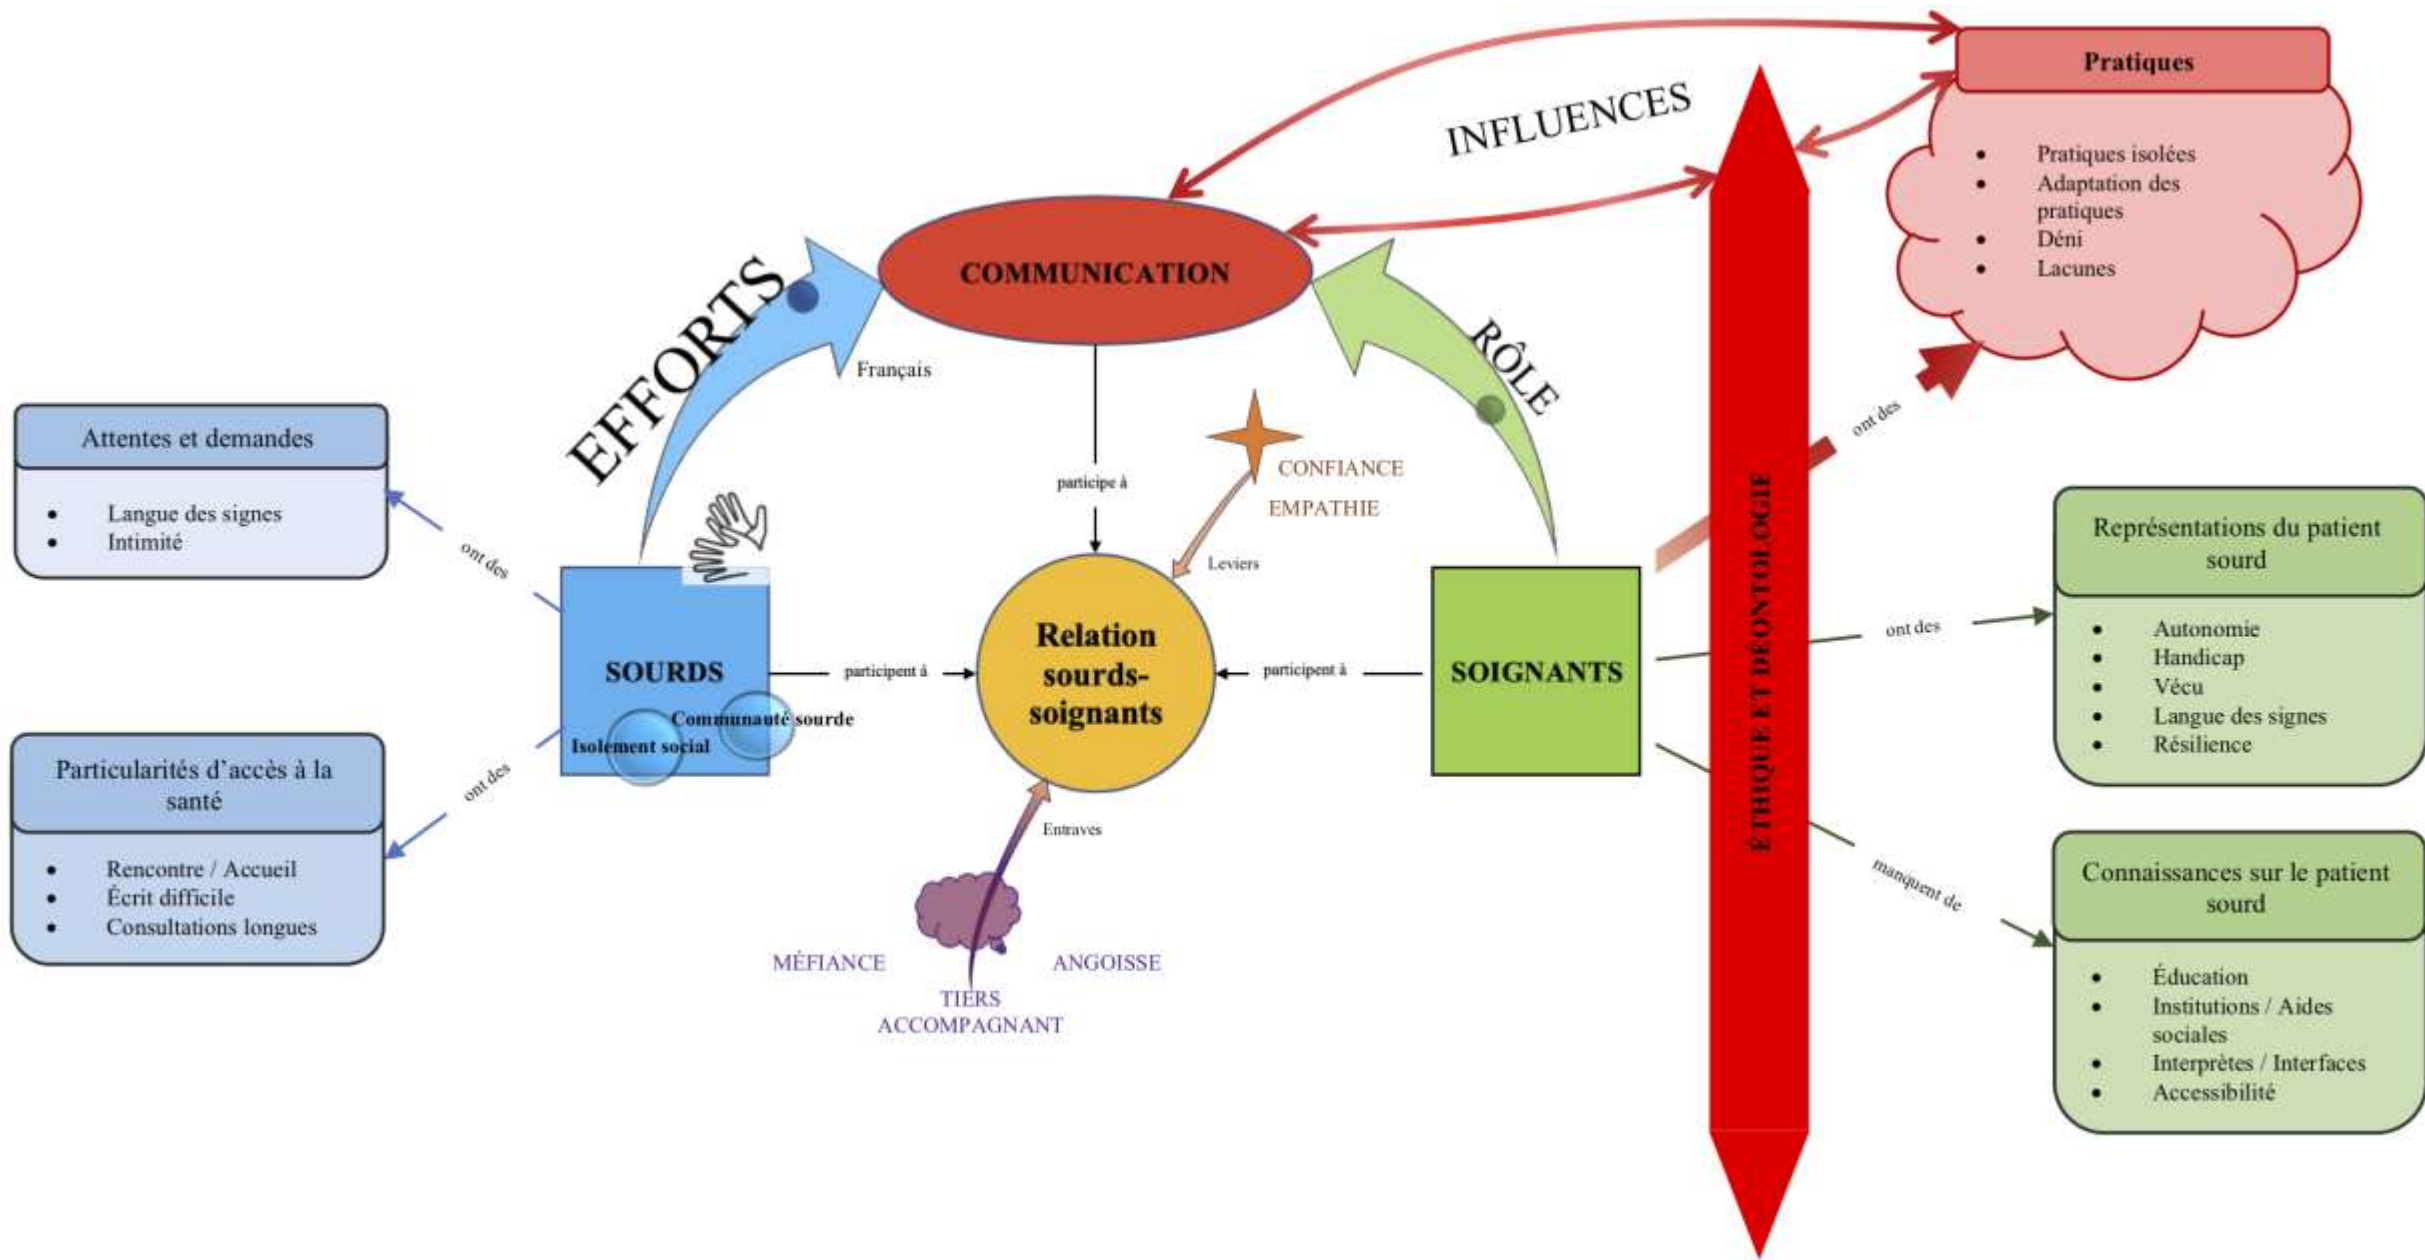 Pratiques
• Pratiques isolées
• Adaptation des
pratiques
• Déni
• Lacunes
INFLUENCES
COMMUNICATION
EFFORTS
Français
RÔLE
ont des
Attentes et demandes
• Langue des signes
• Intimité
ont des
participe à
CONFIANCE
EMPATHIE
Leviers
SOURDS
Communauté sourde
Isolement social
participent à
Relation
sourds-
soignants
participent à
SOIGNANTS
ÉTHIQUE ET DÉONTOLOGIE
ont des
Représentations du patient
sourd
• Autonomie
• Handicap
• Vécu
• Langue des signes
• Résilience
Particularités d’accès à la
santé
• Rencontre / Accueil
• Écrit difficile
• Consultations longues
ont des
Entraves
MÉFIANCE
ANGOISSE
TIERS
ACCOMPAGNANT
manquent de
Connaissances sur le patient
sourd
• Éducation
• Institutions / Aides
sociales
• Interprètes / Interfaces
• Accessibilité